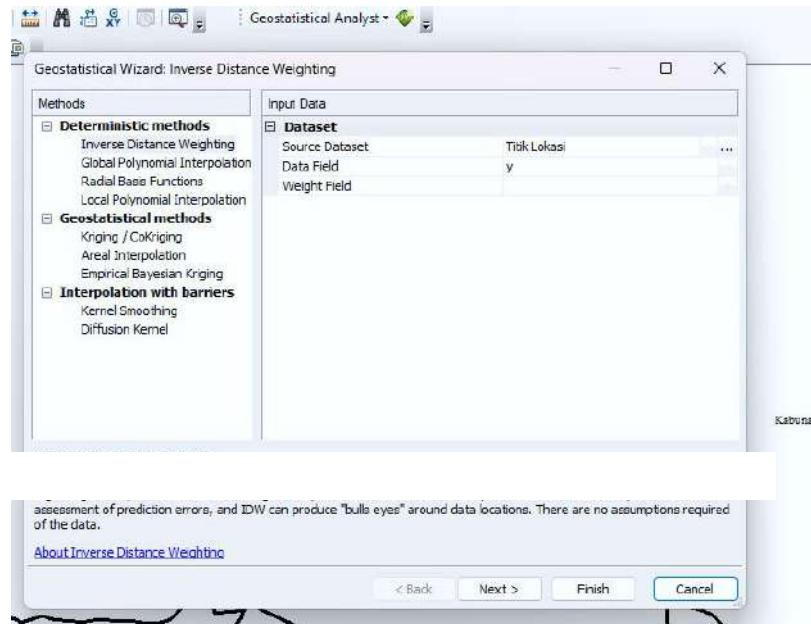 Geostatistical Analyst
Geostatistical Wizard: Inverse Distance Weighting
Methods
Deterministic methods
Inverse Distance Weighting
Global Polynomial Interpolation
Radial Basis Functions
Local Polynomial Interpolation
Geostatistical methods
Kriging / CoKriging
Areal Interpolation
Empirical Bayesian Kriging
Interpolation with barriers
Kernel Smoothing
Diffusion Kernel
Input Data
Dataset
Source Dataset Titik Lokasi ...
Data Field y
Weight Field
Kabuna
assessment of prediction errors, and IDW can produce "bulls eyes" around data locations. There are no assumptions required
of the data.
About Inverse Distance Weighting
< Back Next > Finish Cancel